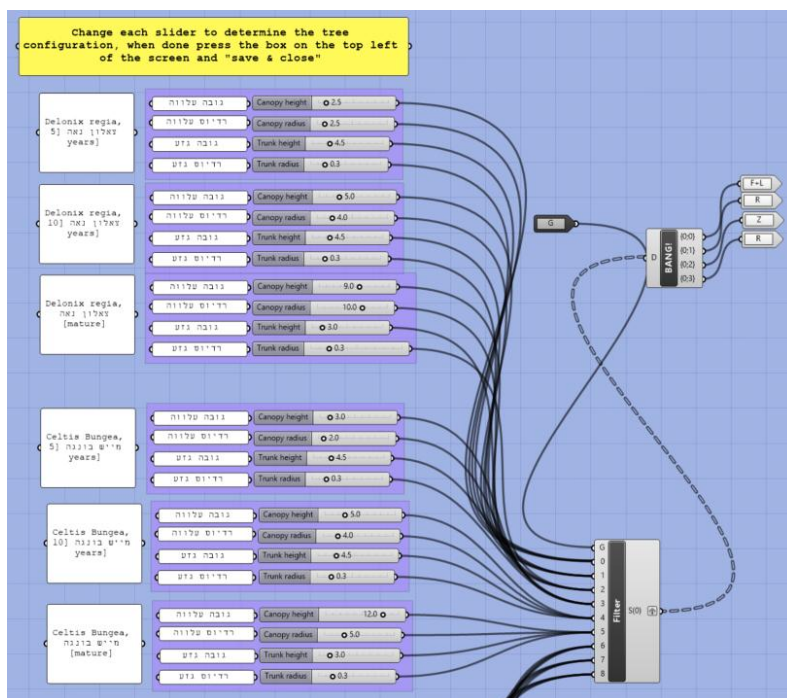 Change each slider to determine the tree
configuration, when done press the box on the top left
of the screen and "save & close"
Delonix regia,
צאלון נאה [5
years]
גובה עלווה Canopy height 2.5
רדיוס עלווה Canopy radius 2.5
גובה גזע Trunk height 4.5
רדיוס גזע Trunk radius 0.3
Delonix regia,
צאלון נאה [10
years]
גובה עלווה Canopy height 5.0
רדיוס עלווה Canopy radius 4.0
גובה גזע Trunk height 4.5
רדיוס גזע Trunk radius 0.3
Delonix regia,
צאלון נאה
[mature]
גובה עלווה Canopy height 9.0
רדיוס עלווה Canopy radius 10.0
גובה גזע Trunk height 3.0
רדיוס גזע Trunk radius 0.3
Celtis Bungea,
מייש בונגה [5
years]
גובה עלווה Canopy height 3.0
רדיוס עלווה Canopy radius 2.0
גובה גזע Trunk height 4.5
רדיוס גזע Trunk radius 0.3
Celtis Bungea,
מייש בונגה [10
years]
גובה עלווה Canopy height 5.0
רדיוס עלווה Canopy radius 4.0
גובה גזע Trunk height 4.5
רדיוס גזע Trunk radius 0.3
Celtis Bungea,
מייש בונגה
[mature]
גובה עלווה Canopy height 12.0
רדיוס עלווה Canopy radius 5.0
גובה גזע Trunk height 3.0
רדיוס גזע Trunk radius 0.3
G
D
BANG!
{0;0}
{0;1}
{0;2}
{0;3}
F+L
R
Z
R
G
0
1
2
3
4
5
6
7
8
Filter
S(0)